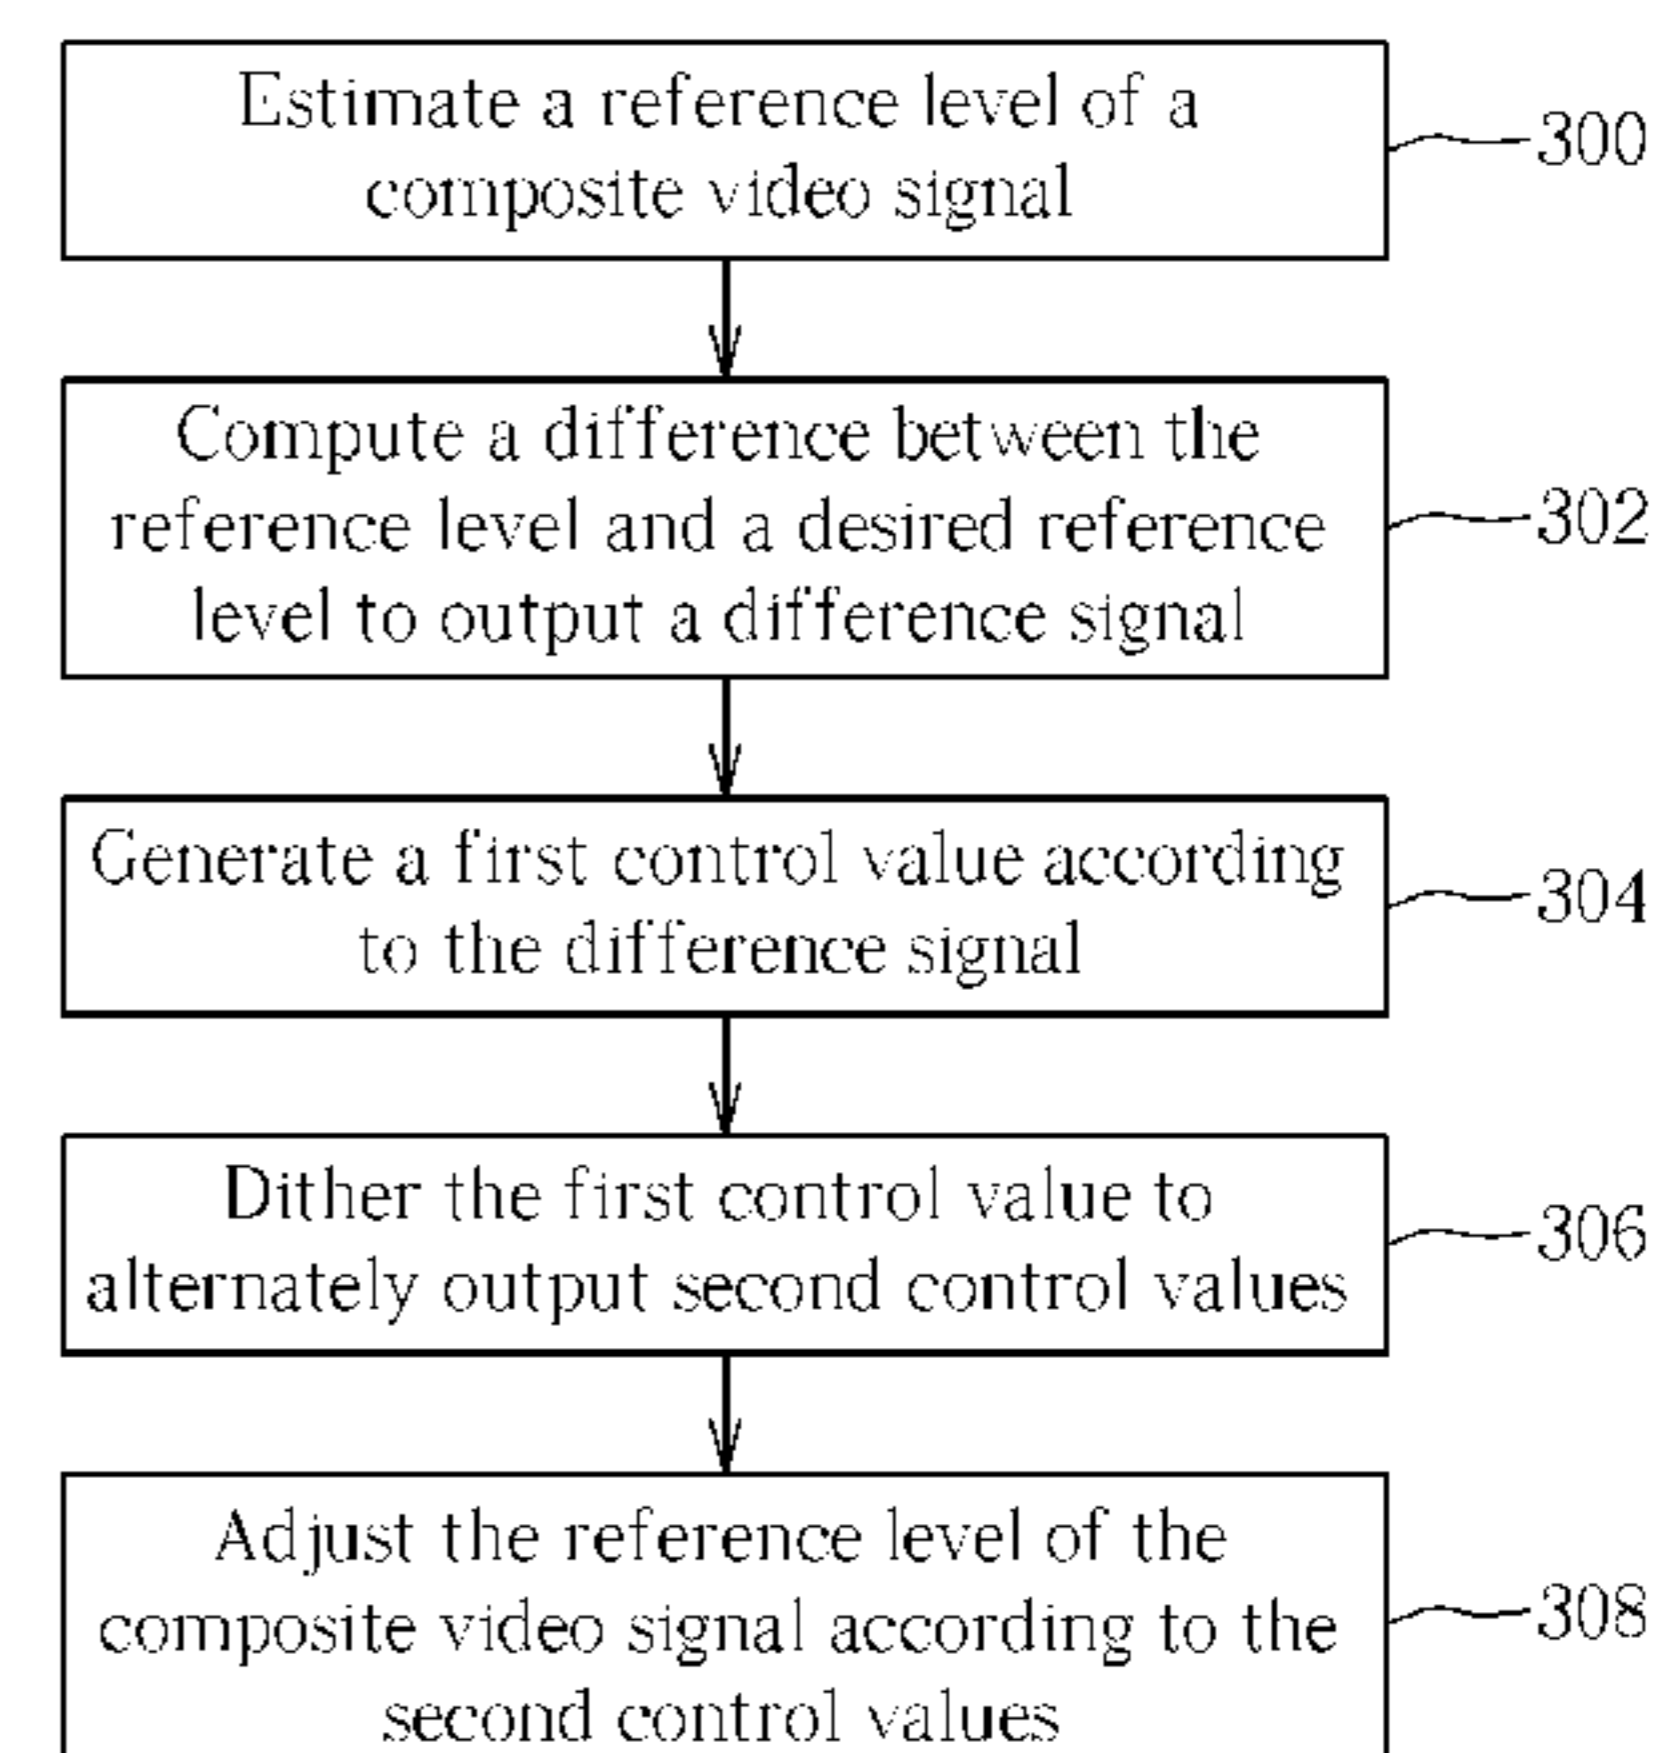 Estimate a reference level of a
composite video signal
300
Compute a difference between the
reference level and a desired reference
level to output a difference signal
302
Generate a first control value according
to the difference signal
304
Dither the first control value to
alternately output second control values
306
Adjust the reference level of the
composite video signal according to the
second control values
308